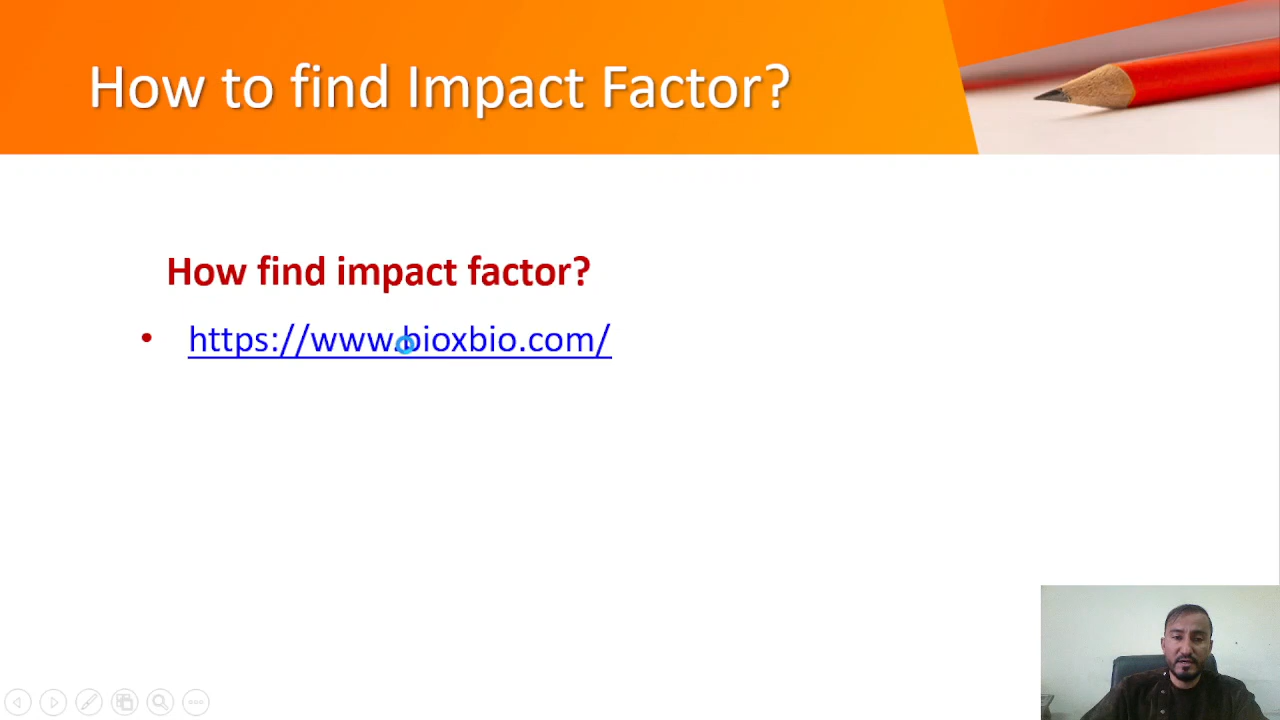 How to find Impact Factor?
How find impact factor?
• https://www.bioxbio.com/